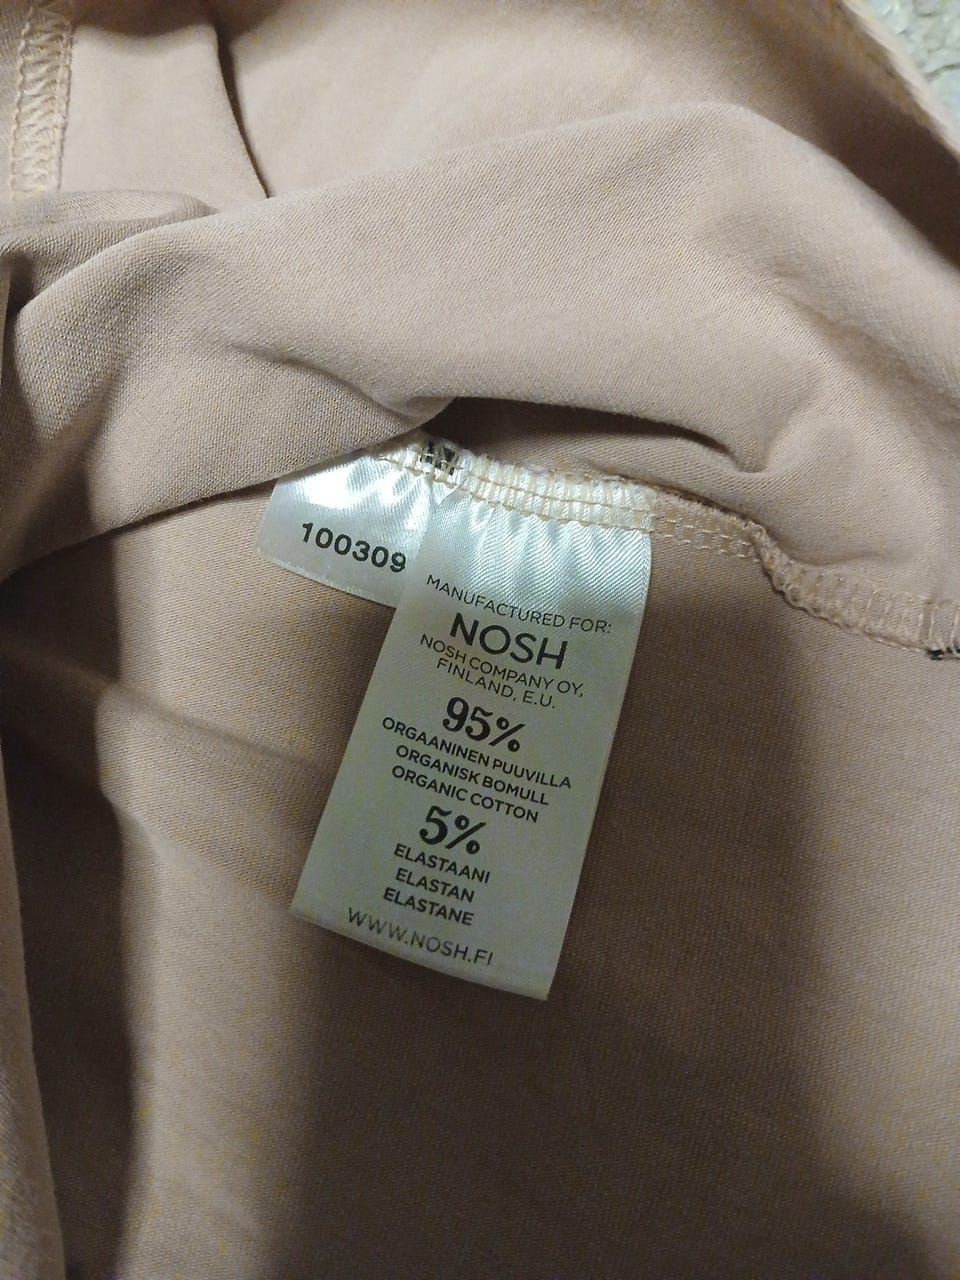 100309
MANUFACTURED FOR:
NOSH
NOSH COMPANY OY,
FINLAND, E.U.
95%
ORGAANINEN PUUVILLA
ORGANISK BOMULL
ORGANIC COTTON
5%
ELASTAANI
ELASTAN
ELASTANE
WWW.NOSH.FI